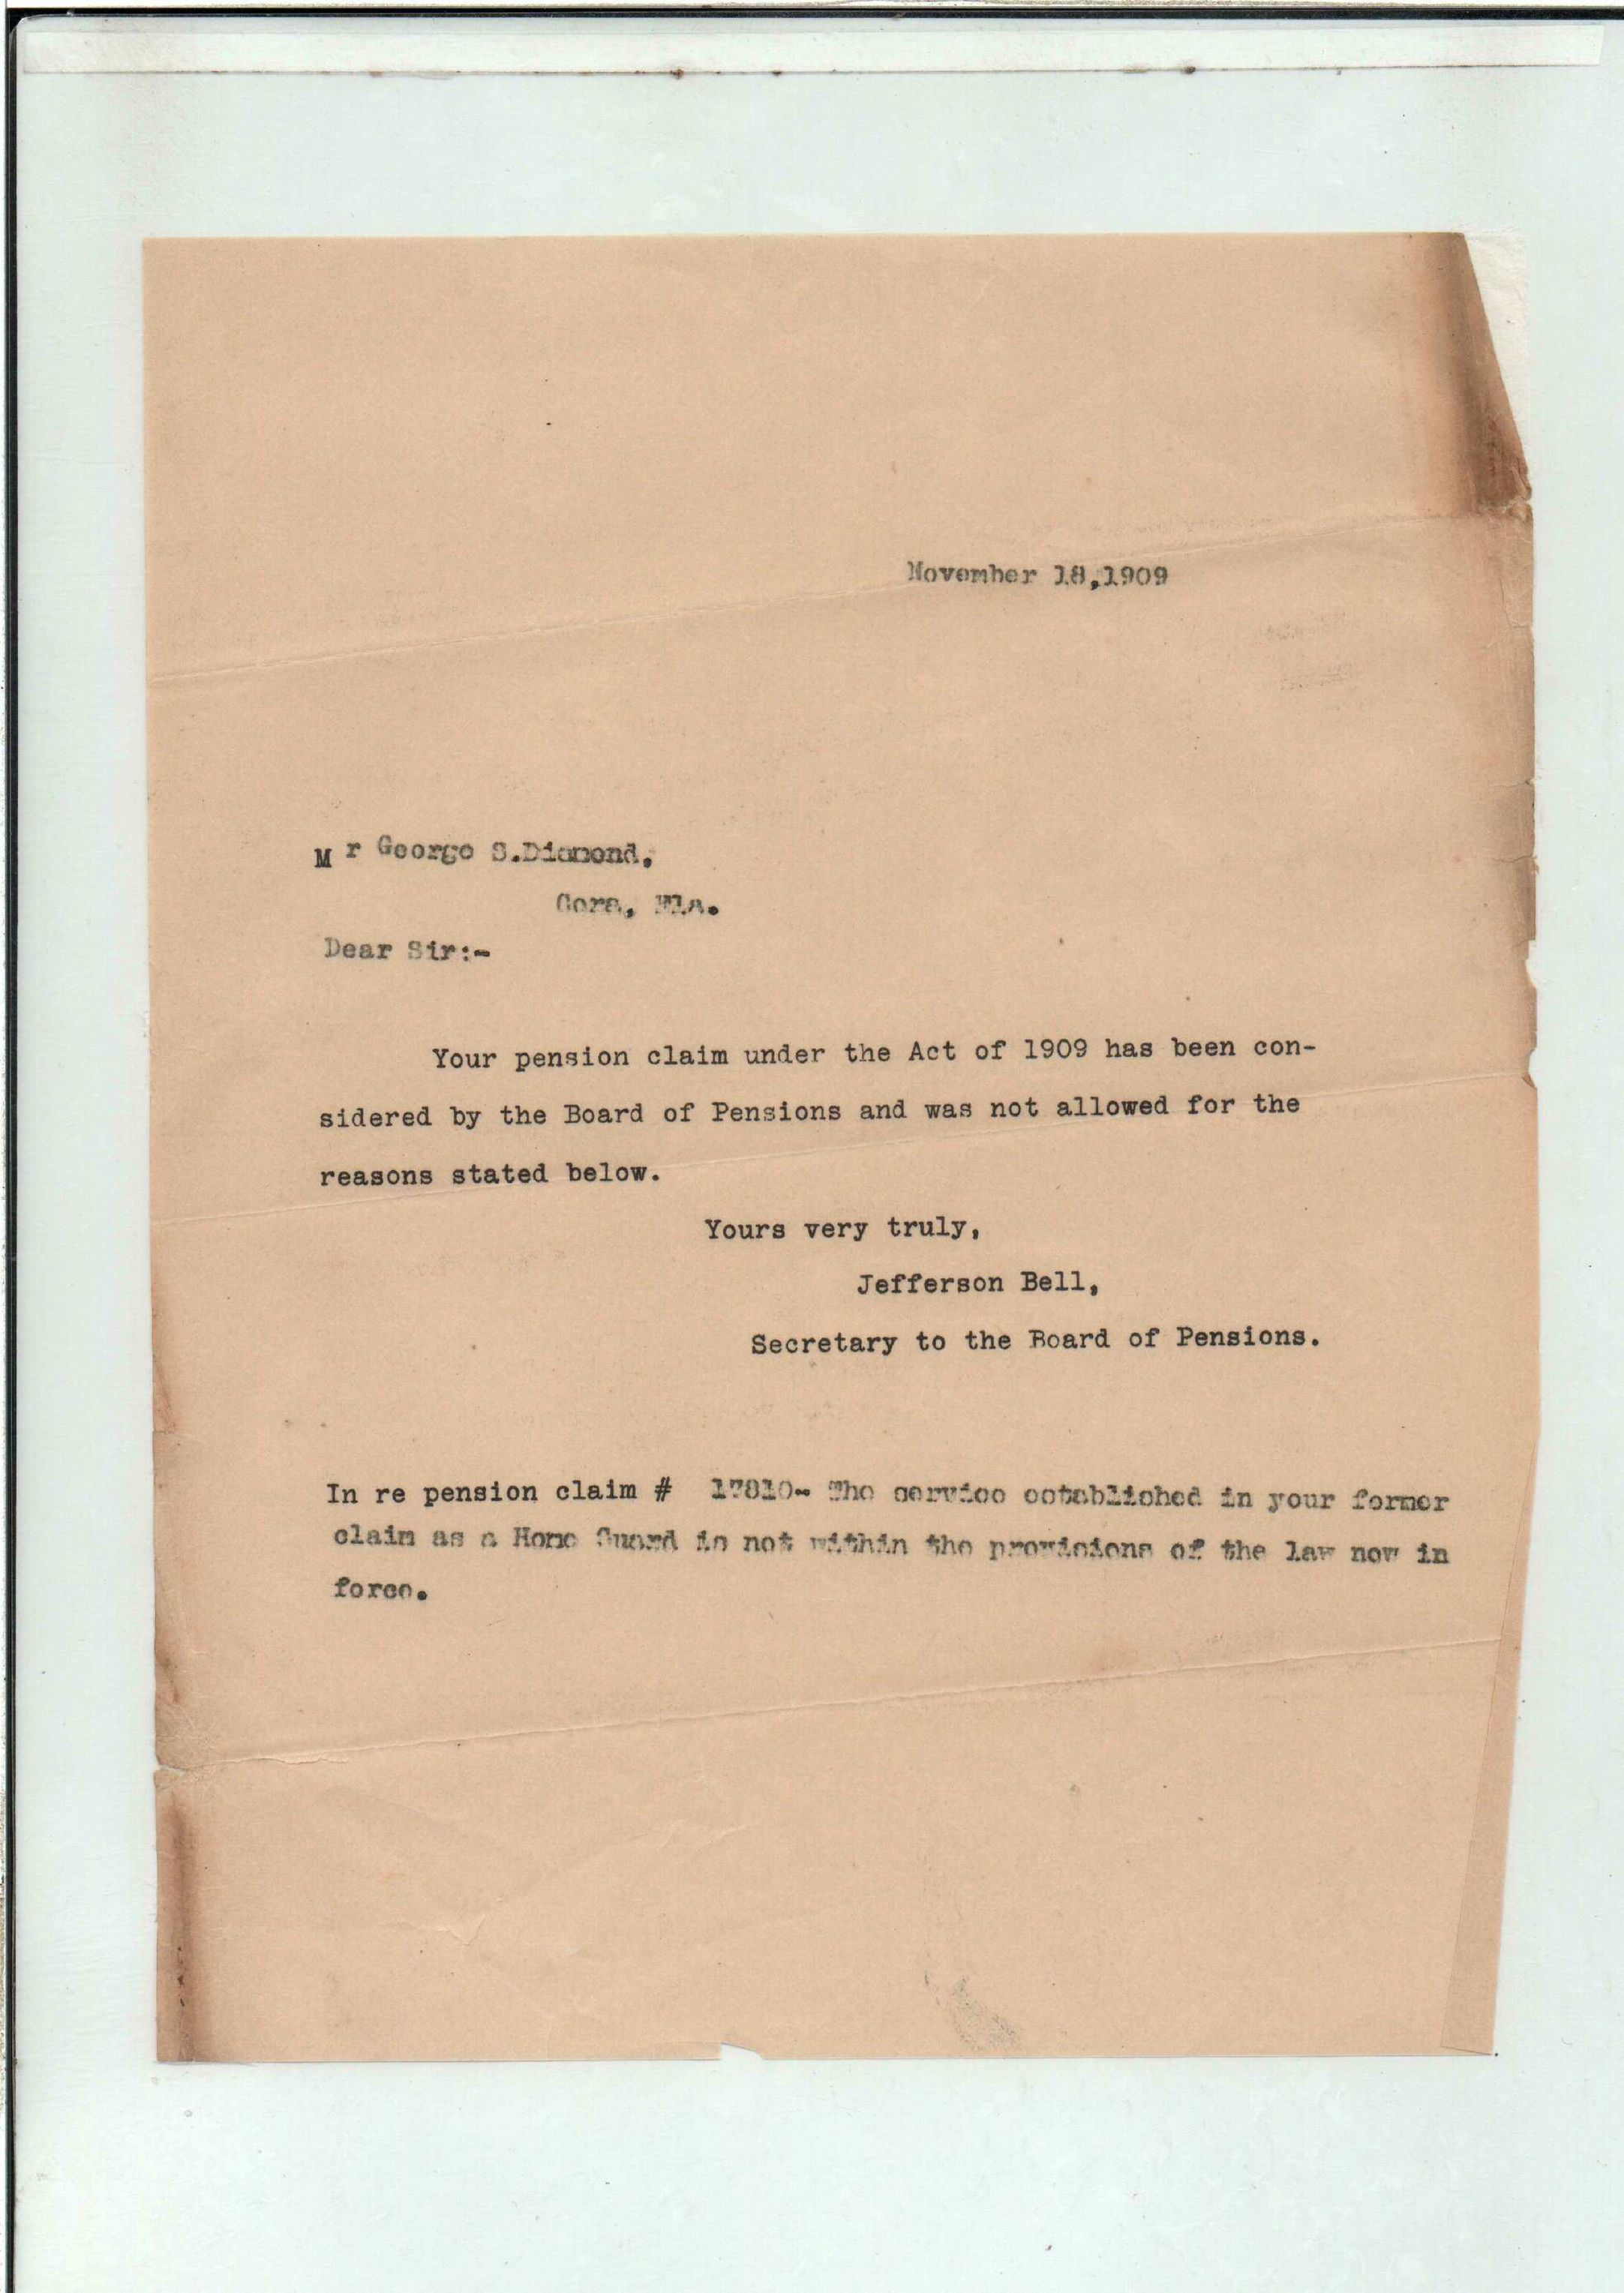 November 18,1909
Mr George S.Diamond,
Cora, Fla.
Dear Sir:-
Your pension claim under the Act of 1909 has been con-
sidered by the Board of Pensions and was not allowed for the
reasons stated below.
Yours very truly,
Jefferson Bell,
Secretary to the Board of Pensions.
In re pension claim # 17810- The service established in your former
claim as a Home Guard is not within the provisions of the law now in
force.